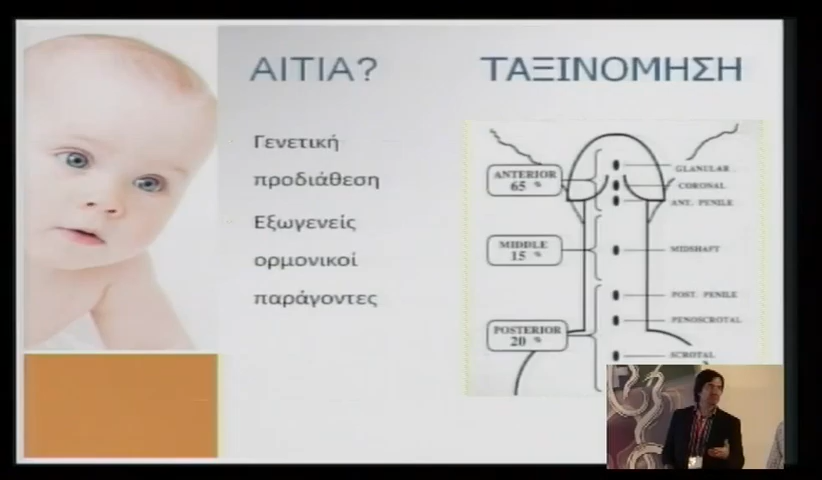 ΑΙΤΙΑ?
Γενετική
προδιάθεση
Εξωγενείς
ορμονικοί
παράγοντες
ΤΑΞΙΝΟΜΗΣΗ
ANTERIOR
65 %
MIDDLE
15 %
POSTERIOR
20 %
GLANULAR
CORONAL
ANT. PENILE
MIDSHAFT
POST. PENILE
PENOSCROTAL
SCROTAL